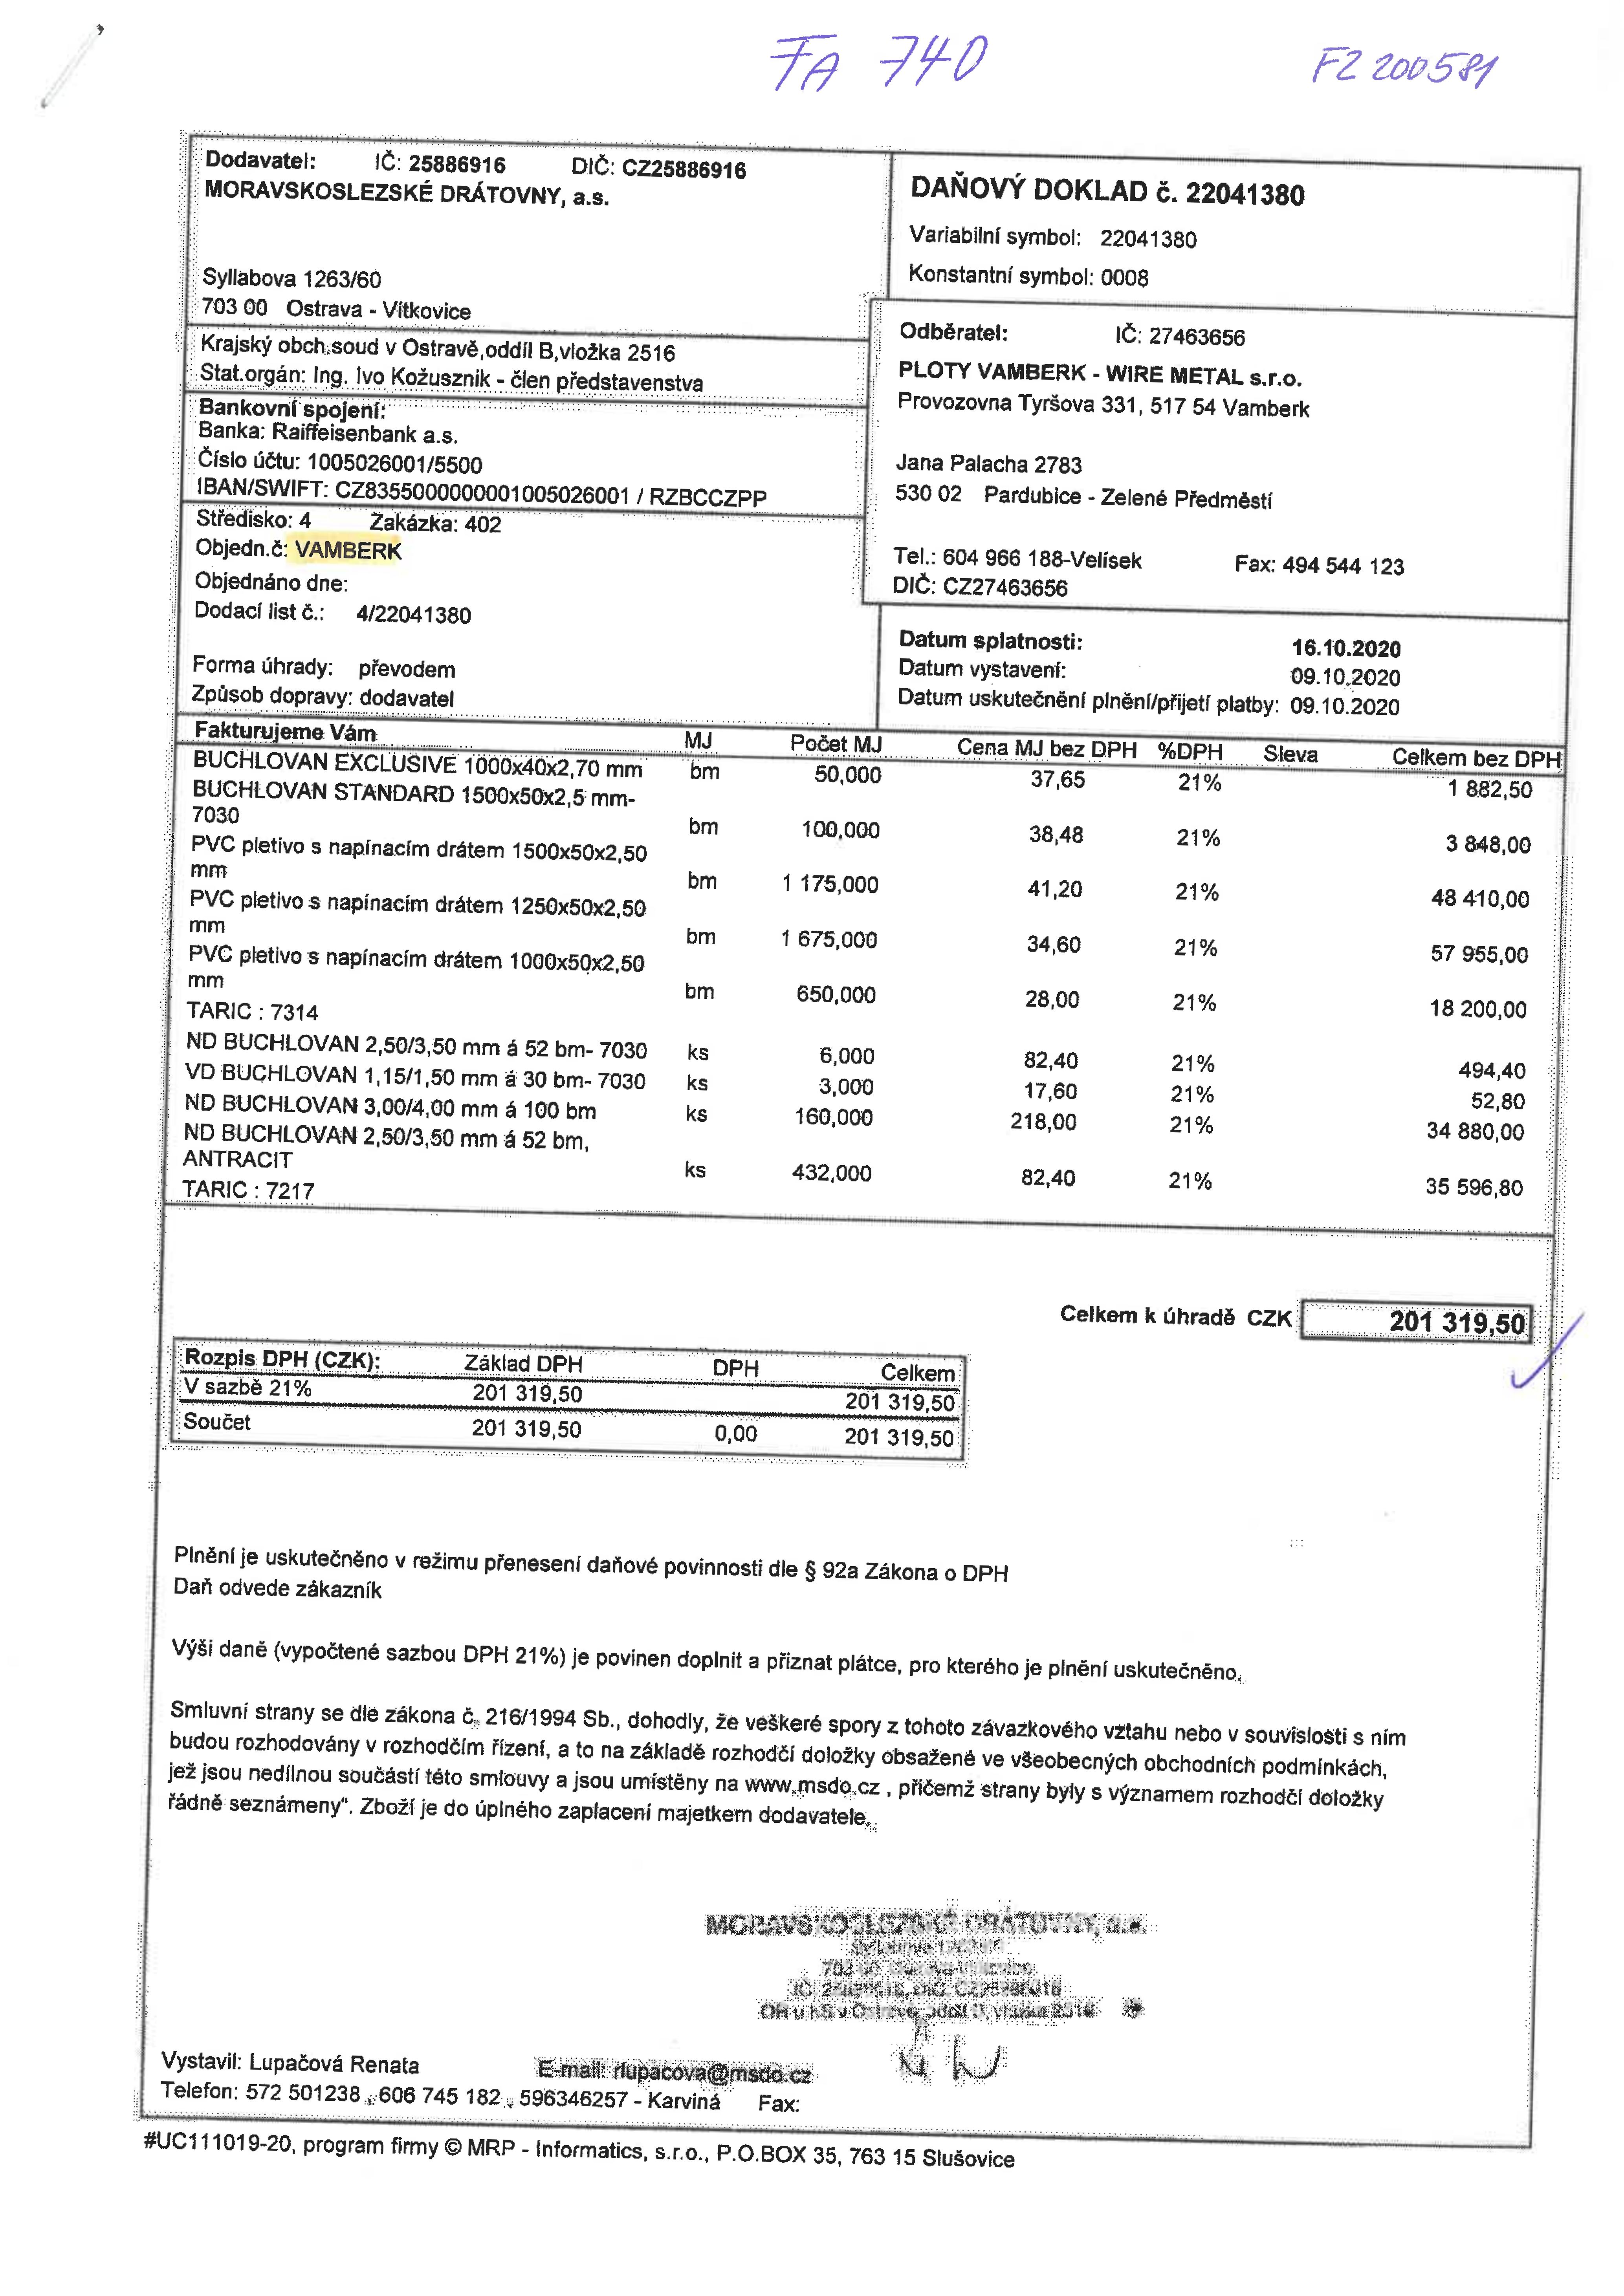 FA 740
FZ 200581
Dodavatel: IČ: 25886916 DIČ: CZ25886916
MORAVSKOSLEZSKÉ DRÁTOVNY, a.s.
Syllabova 1263/60
703 00 Ostrava - Vítkovice
Krajský obch.soud v Ostravě,oddíl B,vložka 2516
Stat.orgán: Ing. Ivo Kožusznik - člen představenstva
Bankovní spojení:
Banka: Raiffeisenbank a.s.
Číslo účtu: 1005026001/5500
IBAN/SWIFT: CZ8355000000001005026001 / RZBCCZPP
Středisko: 4 Zakázka: 402
Objedn.č: VAMBERK
Objednáno dne:
Dodací list č.: 4/22041380
Forma úhrady: převodem
Způsob dopravy: dodavatel
DAŇOVÝ DOKLAD č. 22041380
Variabilní symbol: 22041380
Konstantní symbol: 0008
Odběratel: IČ: 27463656
PLOTY VAMBERK - WIRE METAL s.r.o.
Provozovna Tyršova 331, 517 54 Vamberk
Jana Palacha 2783
530 02 Pardubice - Zelené Předměstí
Tel.: 604 966 188-Velísek Fax: 494 544 123
DIČ: CZ27463656
Datum splatnosti: 16.10.2020
Datum vystavení: 09.10.2020
Datum uskutečnění plnění/přijetí platby: 09.10.2020
Fakturujeme Vám MJ Počet MJ Cena MJ bez DPH %DPH Sleva Celkem bez DPH
BUCHLOVAN EXCLUSIVE 1000x40x2,70 mm bm 50,000 37,65 21% 1 882,50
BUCHLOVAN STANDARD 1500x50x2,5 mm-
7030 bm 100,000 38,48 21% 3 848,00
PVC pletivo s napínacím drátem 1500x50x2,50
mm bm 1 175,000 41,20 21% 48 410,00
PVC pletivo s napínacím drátem 1250x50x2,50
mm bm 1 675,000 34,60 21% 57 955,00
PVC pletivo s napínacím drátem 1000x50x2,50
mm bm 650,000 28,00 21% 18 200,00
TARIC : 7314
ND BUCHLOVAN 2,50/3,50 mm á 52 bm- 7030 ks 6,000 82,40 21% 494,40
VD BUCHLOVAN 1,15/1,50 mm á 30 bm- 7030 ks 3,000 17,60 21% 52,80
ND BUCHLOVAN 3,00/4,00 mm á 100 bm ks 160,000 218,00 21% 34 880,00
ND BUCHLOVAN 2,50/3,50 mm á 52 bm,
ANTRACIT ks 432,000 82,40 21% 35 596,80
TARIC : 7217
Celkem k úhradě CZK 201 319,50
Rozpis DPH (CZK): Základ DPH DPH Celkem
V sazbě 21% 201 319,50 201 319,50
Součet 201 319,50 0,00 201 319,50
Plnění je uskutečněno v režimu přenesení daňové povinnosti dle § 92a Zákona o DPH
Daň odvede zákazník
Výši daně (vypočtené sazbou DPH 21%) je povinen doplnit a přiznat plátce, pro kterého je plnění uskutečněno.
Smluvní strany se dle zákona č. 216/1994 Sb., dohodly, že veškeré spory z tohoto závazkového vztahu nebo v souvislosti s ním
budou rozhodovány v rozhodčím řízení, a to na základě rozhodčí doložky obsažené ve všeobecných obchodních podmínkách,
jež jsou nedílnou součástí této smlouvy a jsou umístěny na www.msdo.cz , přičemž strany byly s významem rozhodčí doložky
řádně seznámeny". Zboží je do úplného zaplacení majetkem dodavatele.
MORAVSKOSLEZSKÉ DRÁTOVNY, a.s.
Vystavil: Lupačová Renata E-mail: rlupacova@msdo.cz
Telefon: 572 501238 , 606 745 182 , 596346257 - Karviná Fax:
#UC111019-20, program firmy © MRP - Informatics, s.r.o., P.O.BOX 35, 763 15 Slušovice